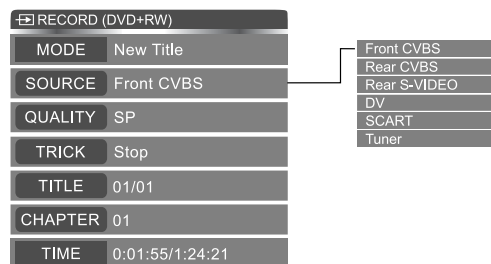 RECORD (DVD+RW)
MODE New Title
SOURCE Front CVBS
QUALITY SP
TRICK Stop
TITLE 01/01
CHAPTER 01
TIME 0:01:55/1:24:21
Front CVBS
Rear CVBS
Rear S-VIDEO
DV
SCART
Tuner